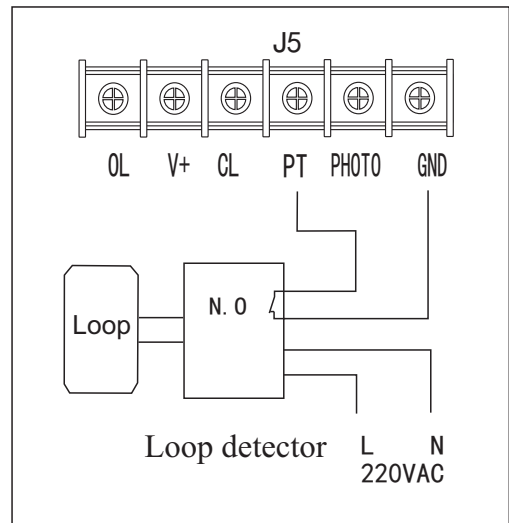 J5
OL V+ CL PT PHOTO GND
N.O
Loop
Loop detector L N
220VAC